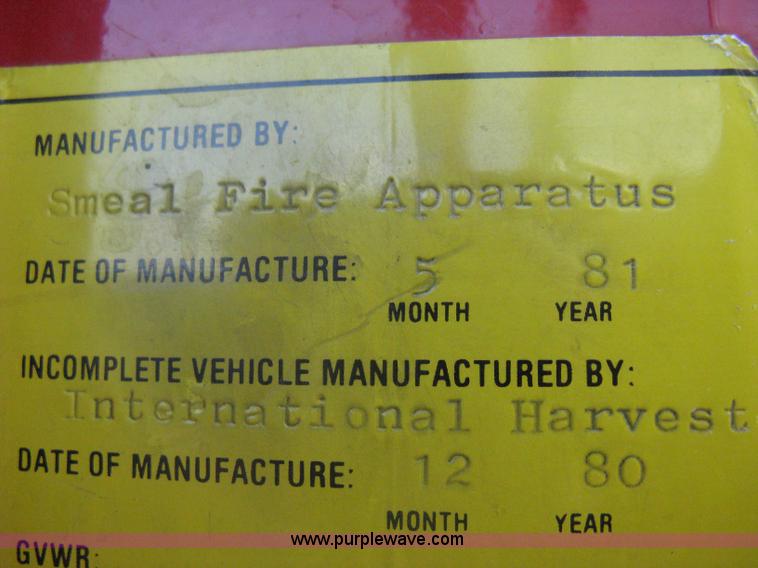 MANUFACTURED BY:
Smeal Fire Apparatus
DATE OF MANUFACTURE: 5 81
MONTH YEAR
INCOMPLETE VEHICLE MANUFACTURED BY:
International Harvest
DATE OF MANUFACTURE: 12 80
MONTH YEAR
www.purplewave.com
GVWR: